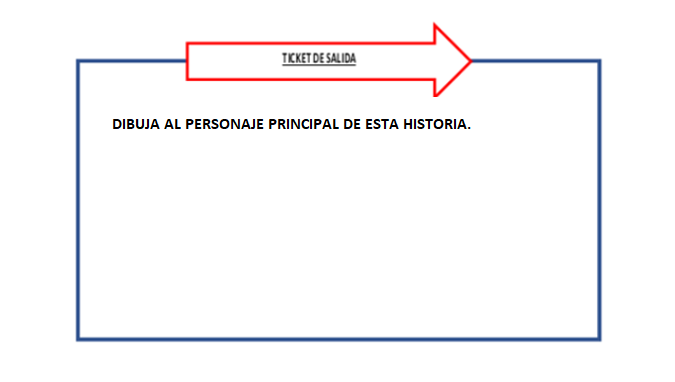 TICKET DE SALIDA
DIBUJA AL PERSONAJE PRINCIPAL DE ESTA HISTORIA.